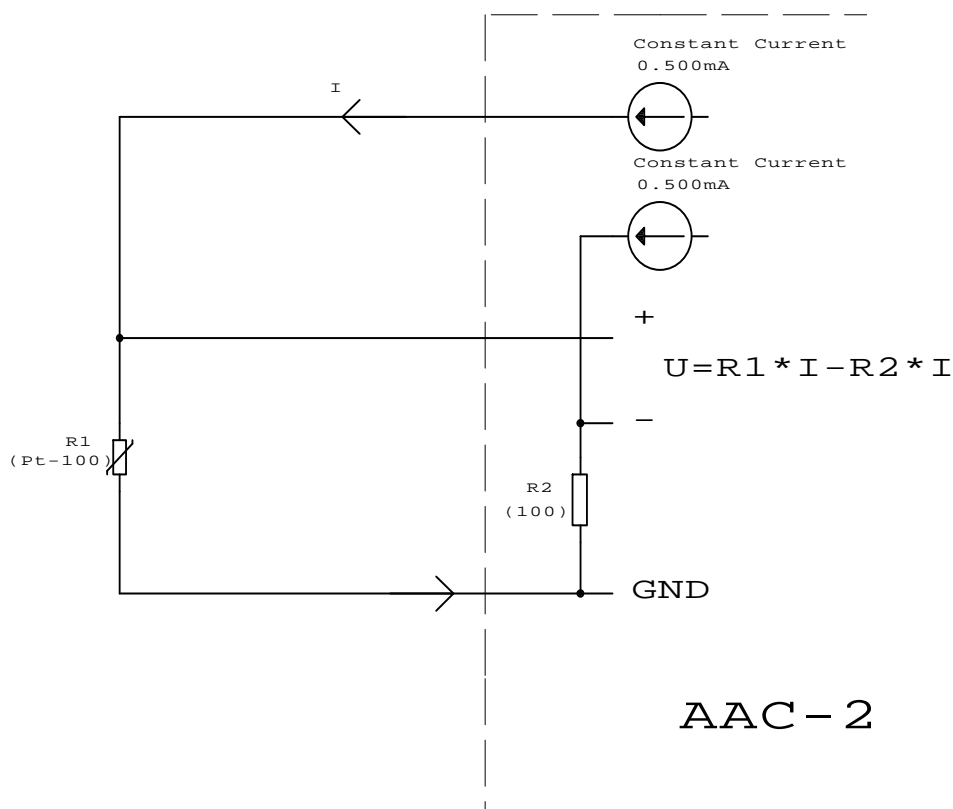 Constant Current
0.500mA
I
Constant Current
0.500mA
+
U=R1*I-R2*I
-
R1
(Pt-100)
R2
(100)
GND
AAC-2